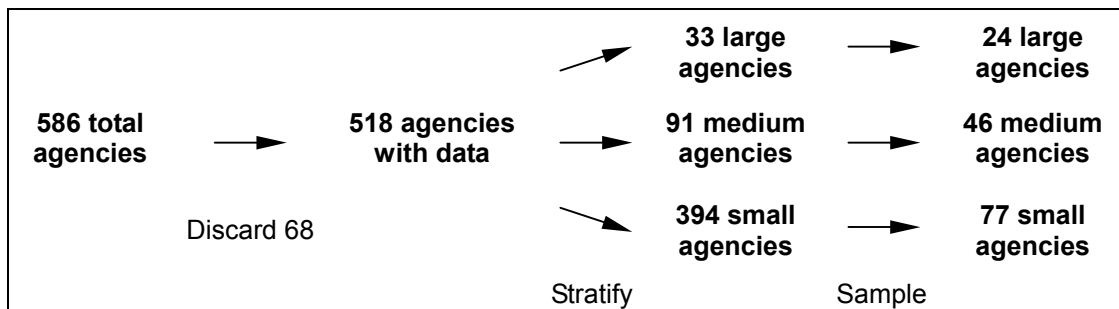 586 total
agencies
Discard 68
518 agencies
with data
Stratify
33 large
agencies
91 medium
agencies
394 small
agencies
Sample
24 large
agencies
46 medium
agencies
77 small
agencies